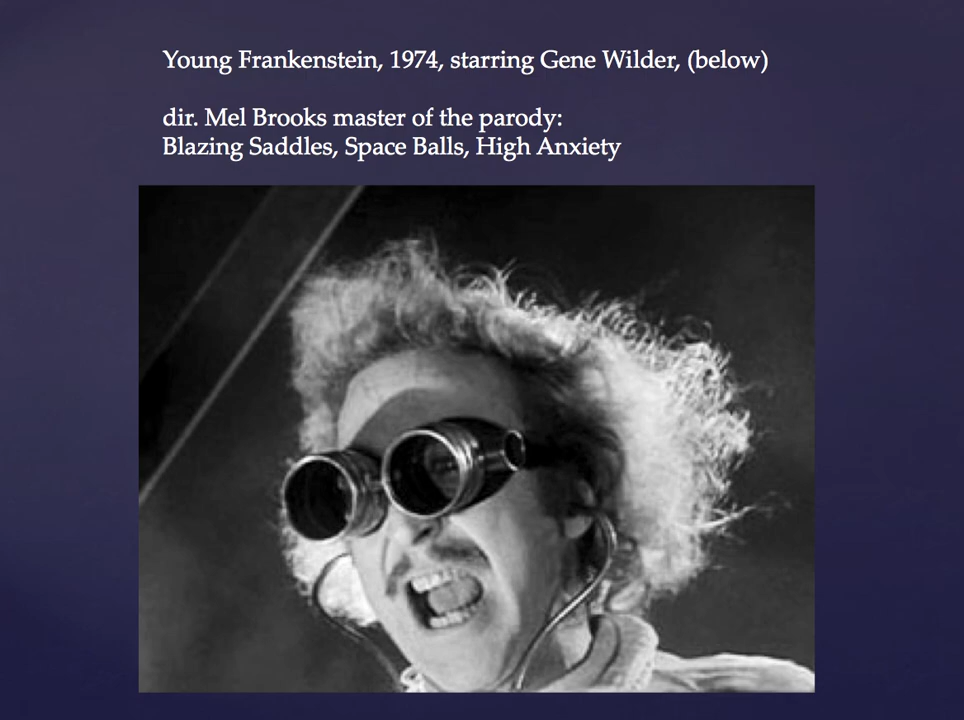 Young Frankenstein, 1974, starring Gene Wilder, (below)
dir. Mel Brooks master of the parody:
Blazing Saddles, Space Balls, High Anxiety